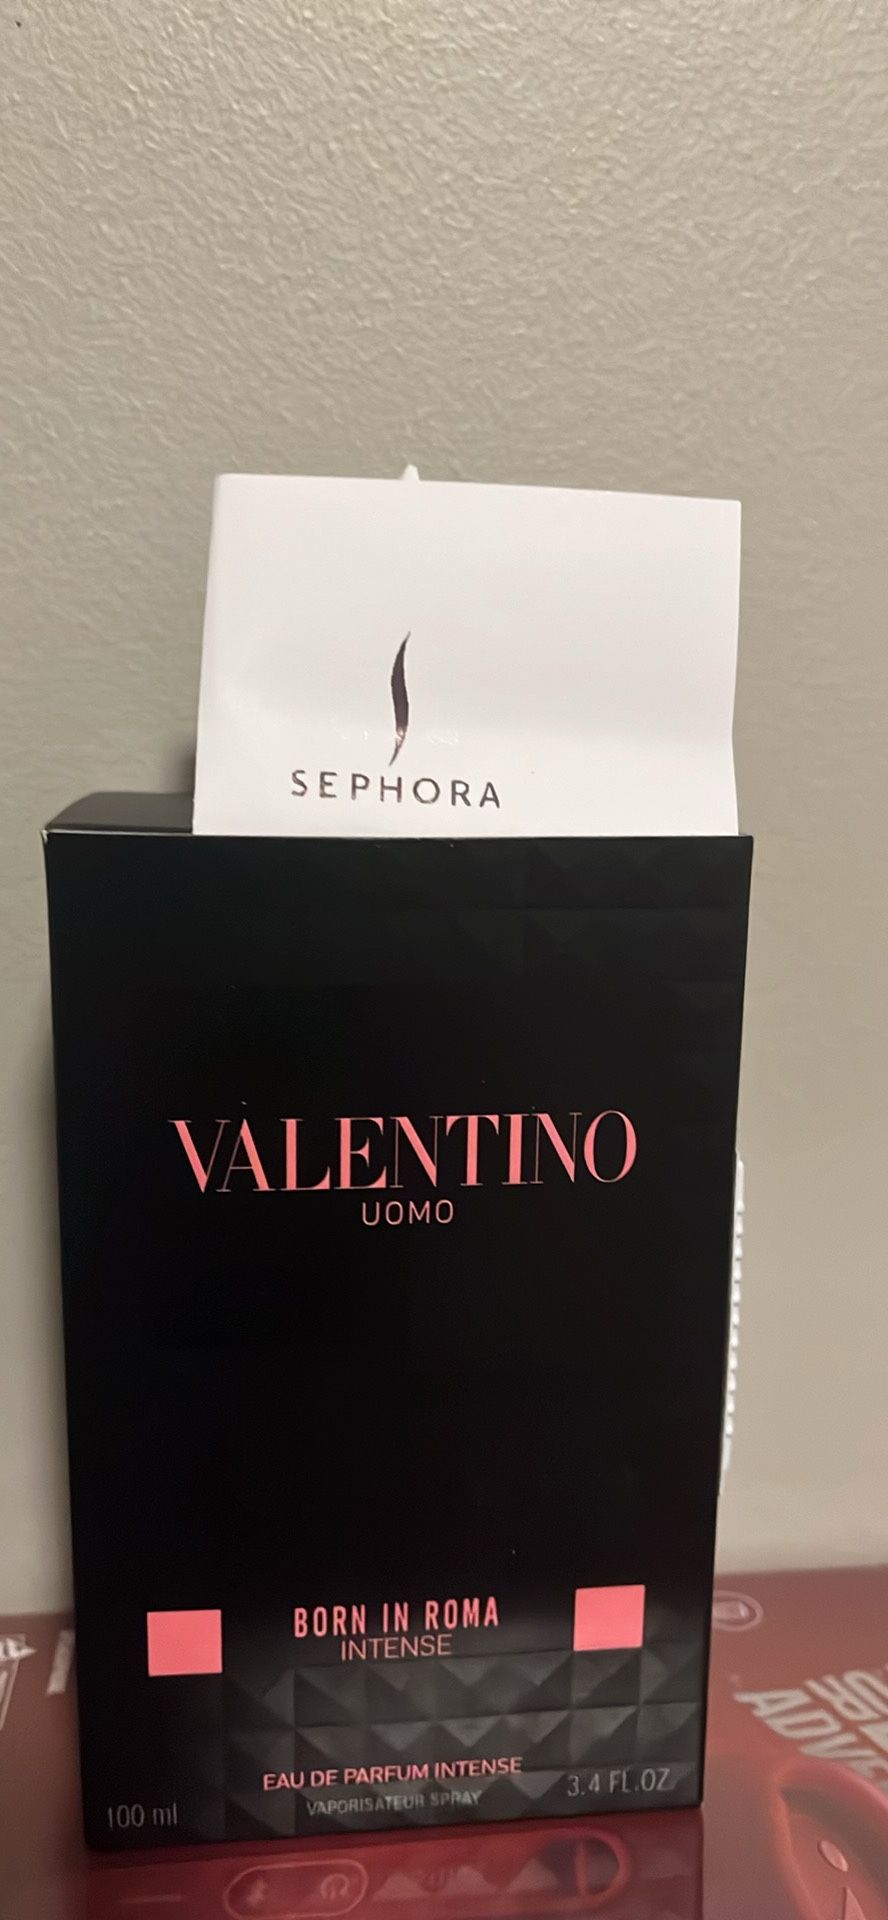 SEPHORA
VALENTINO
UOMO
BORN IN ROMA
INTENSE
EAU DE PARFUM INTENSE
VAPORISATEUR SPRAY
100 ml
3.4 FL.OZ